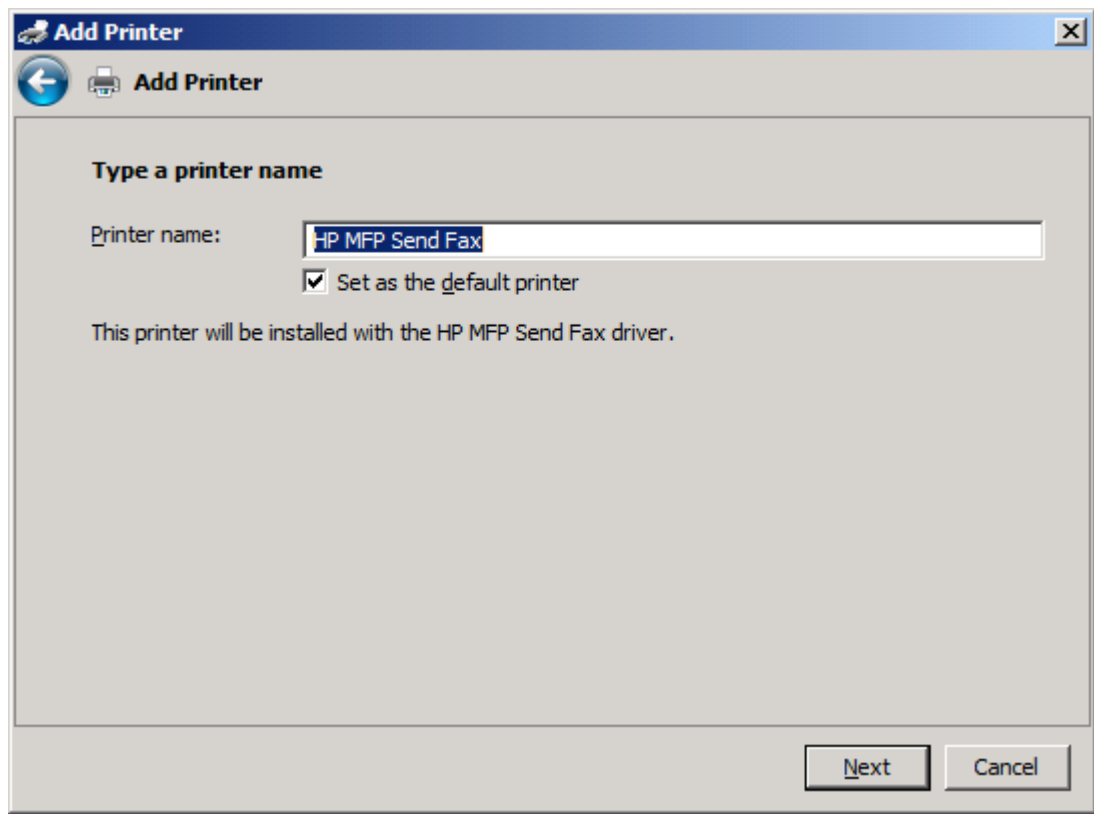 Add Printer
Add Printer
Type a printer name
Printer name: HP MFP Send Fax
Set as the default printer
This printer will be installed with the HP MFP Send Fax driver.
Next Cancel